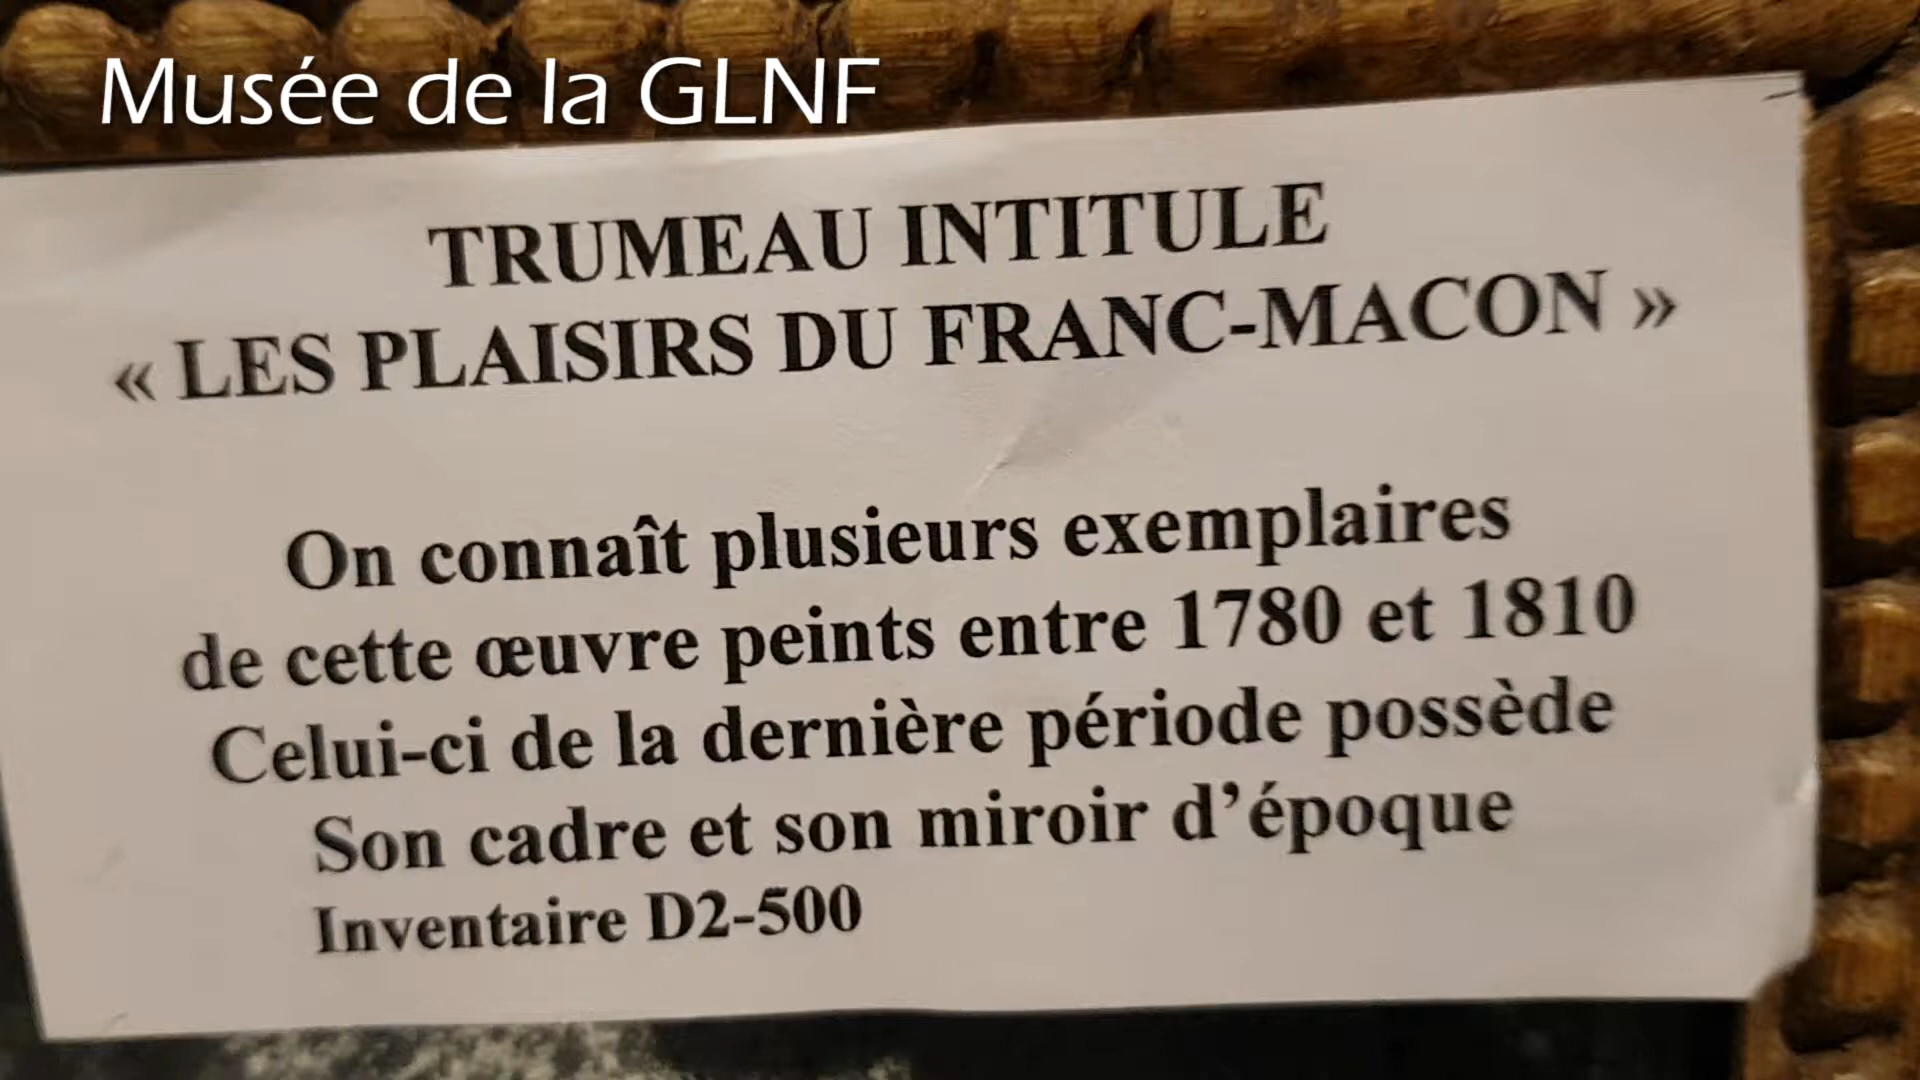 Musée de la GLNF
TRUMEAU INTITULE
« LES PLAISIRS DU FRANC-MACON »
On connaît plusieurs exemplaires
de cette œuvre peints entre 1780 et 1810
Celui-ci de la dernière période possède
Son cadre et son miroir d’époque
Inventaire D2-500